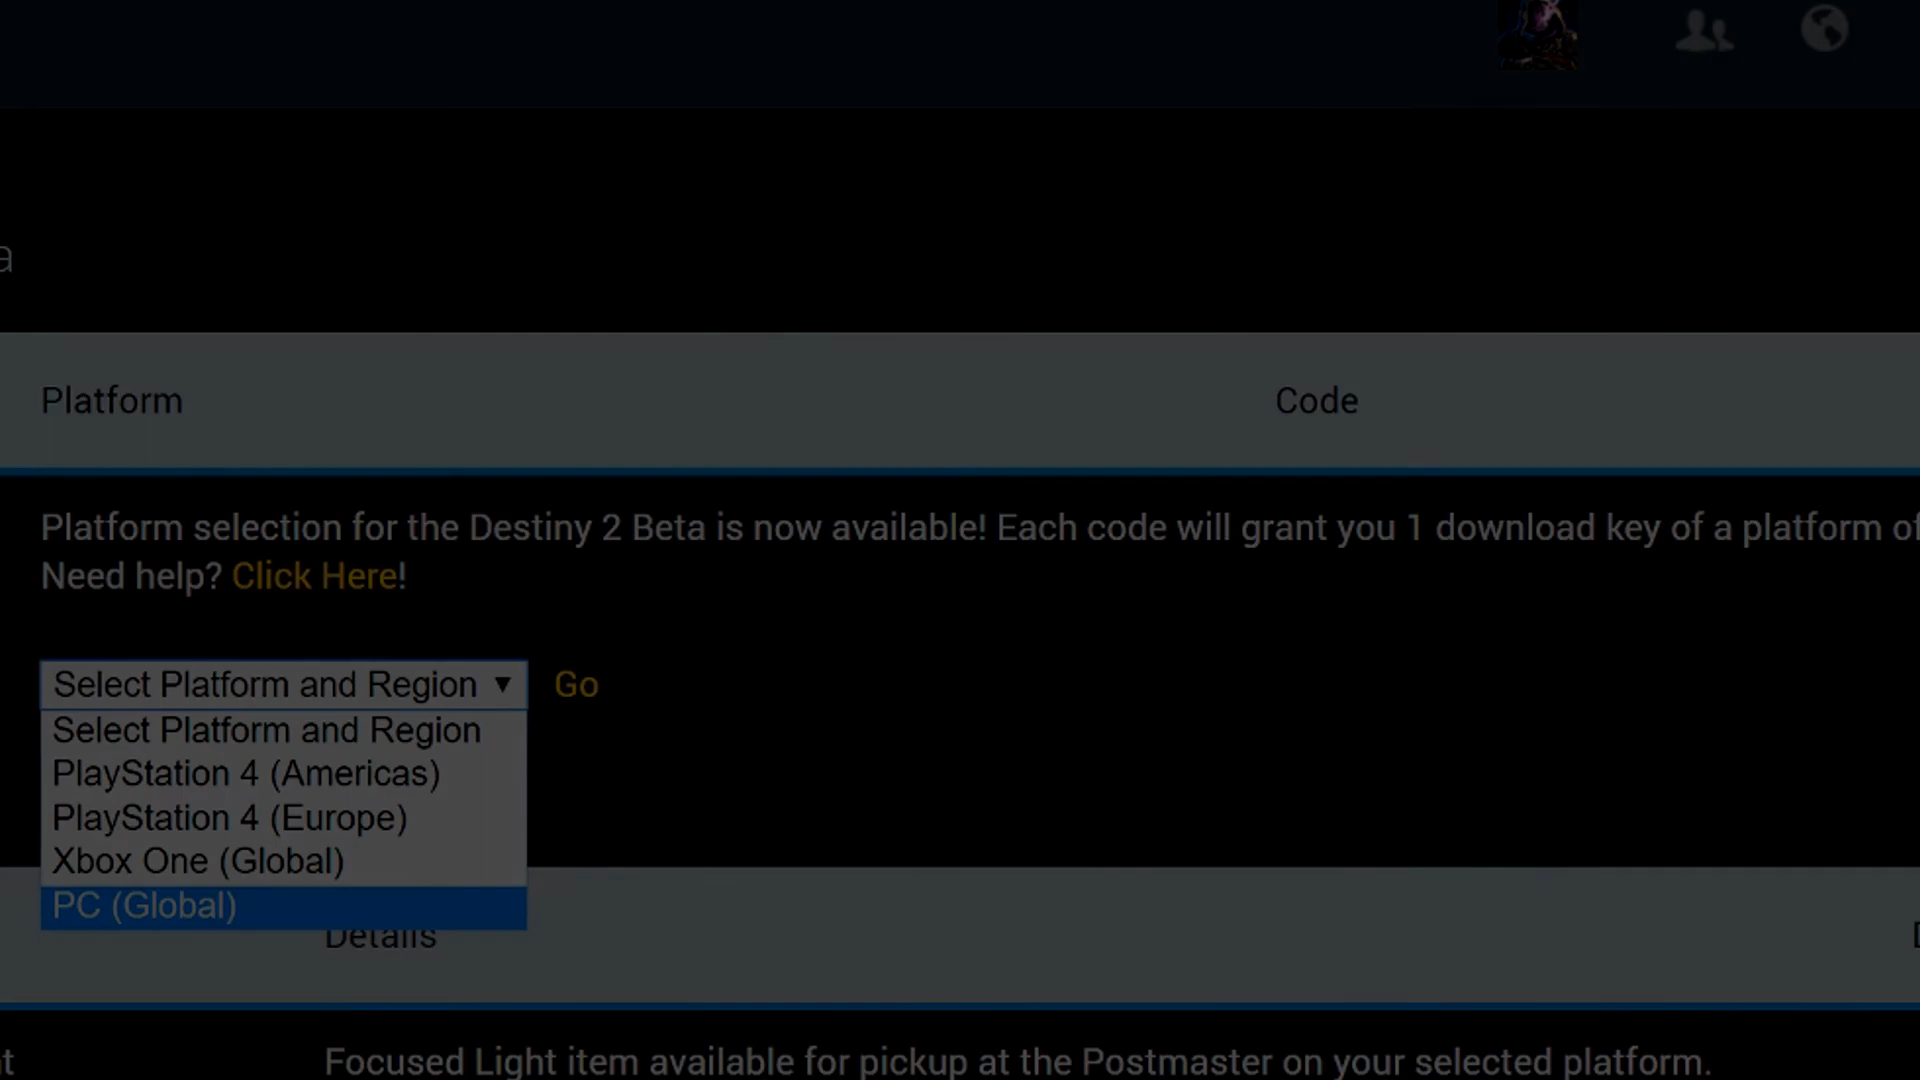 a
Platform
Code
Platform selection for the Destiny 2 Beta is now available! Each code will grant you 1 download key of a platform of
Need help? Click Here!
Select Platform and Region ▼ Go
Select Platform and Region
PlayStation 4 (Americas)
PlayStation 4 (Europe)
Xbox One (Global)
PC (Global)
Details
Focused Light item available for pickup at the Postmaster on your selected platform.